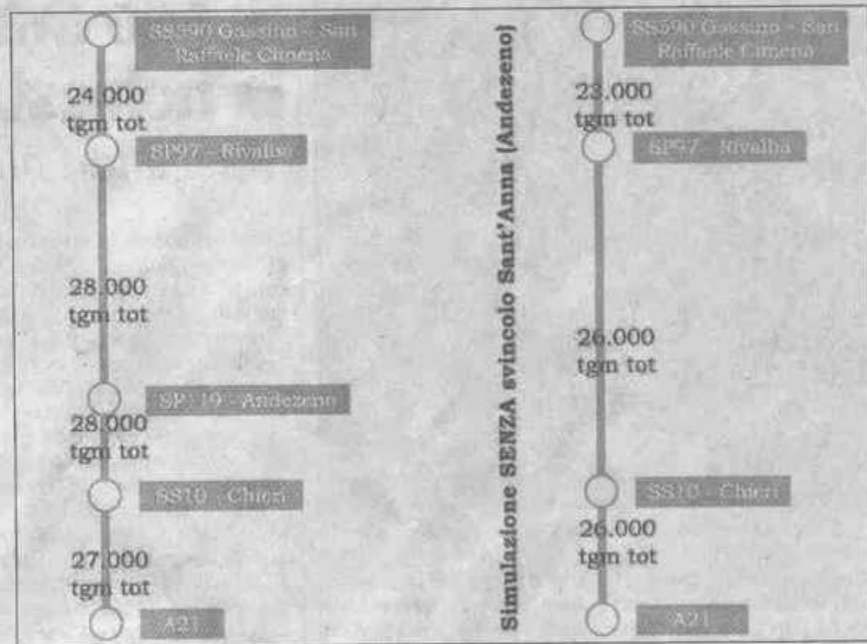 SS590 Gassino - San
Raffaele Cimena
24.000
tgm tot
SP97 - Rivalba
28.000
tgm tot
SP119 - Andezeno
28.000
tgm tot
SS10 - Chieri
27.000
tgm tot
A21
Simulazione SENZA svincolo Sant'Anna (Andezeno)
SS590 Gassino - San
Raffaele Cimena
23.000
tgm tot
SP97 - Rivalba
26.000
tgm tot
SS10 - Chieri
26.000
tgm tot
A21